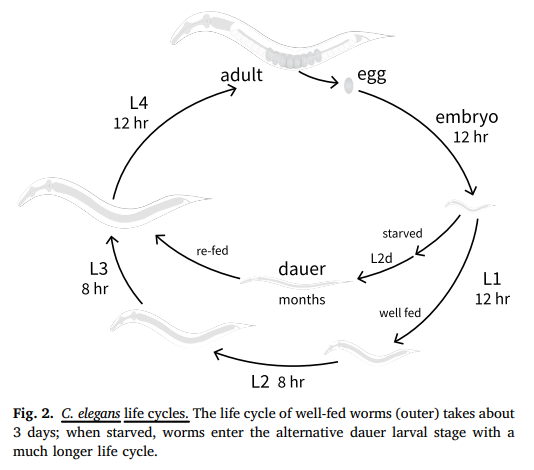 adult
egg
L4
12 hr
embryo
12 hr
starved
re-fed
L2d
dauer
L3
8 hr
months
L1
12 hr
well fed
L2 8 hr
Fig. 2. C. elegans life cycles. The life cycle of well-fed worms (outer) takes about
3 days; when starved, worms enter the alternative dauer larval stage with a
much longer life cycle.